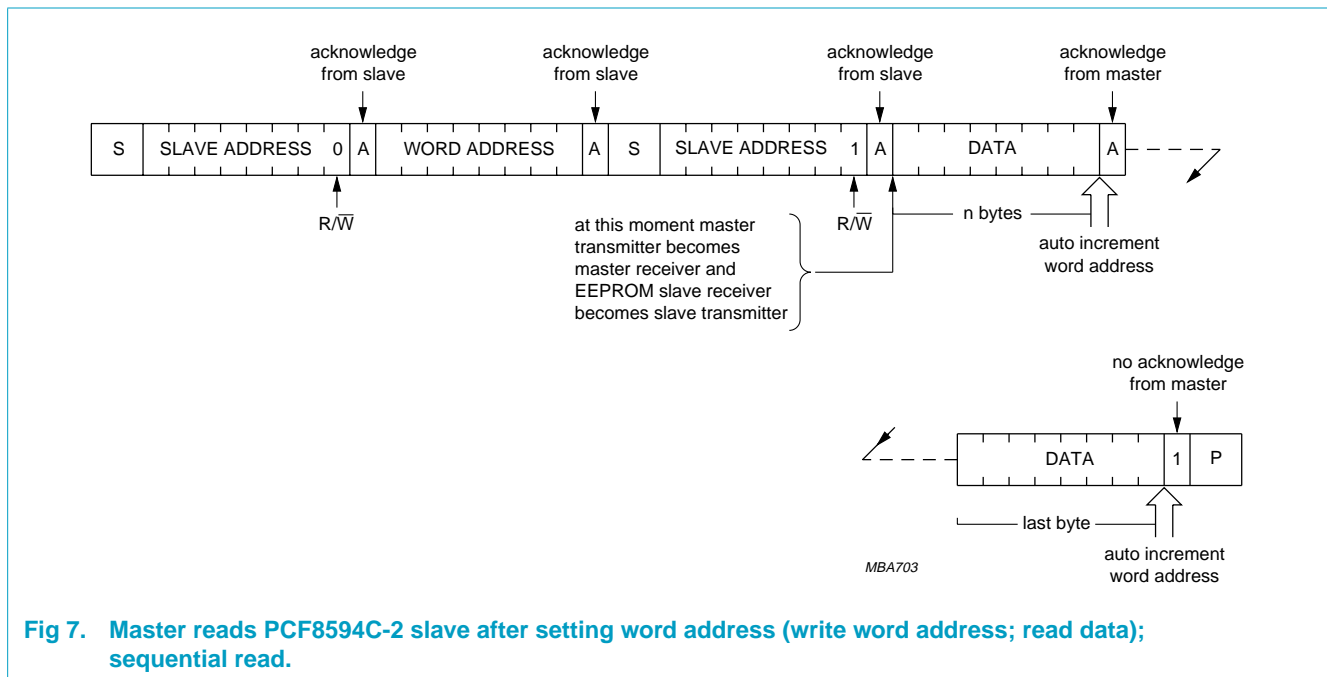 acknowledge
from slave
acknowledge
from slave
acknowledge
from slave
acknowledge
from master
S SLAVE ADDRESS 0 A WORD ADDRESS A S SLAVE ADDRESS 1 A DATA A
R/W̅
R/W̅
n bytes
at this moment master
transmitter becomes
master receiver and
EEPROM slave receiver
becomes slave transmitter
auto increment
word address
no acknowledge
from master
DATA 1 P
last byte
auto increment
word address
MBA703
Fig 7. Master reads PCF8594C-2 slave after setting word address (write word address; read data);
sequential read.